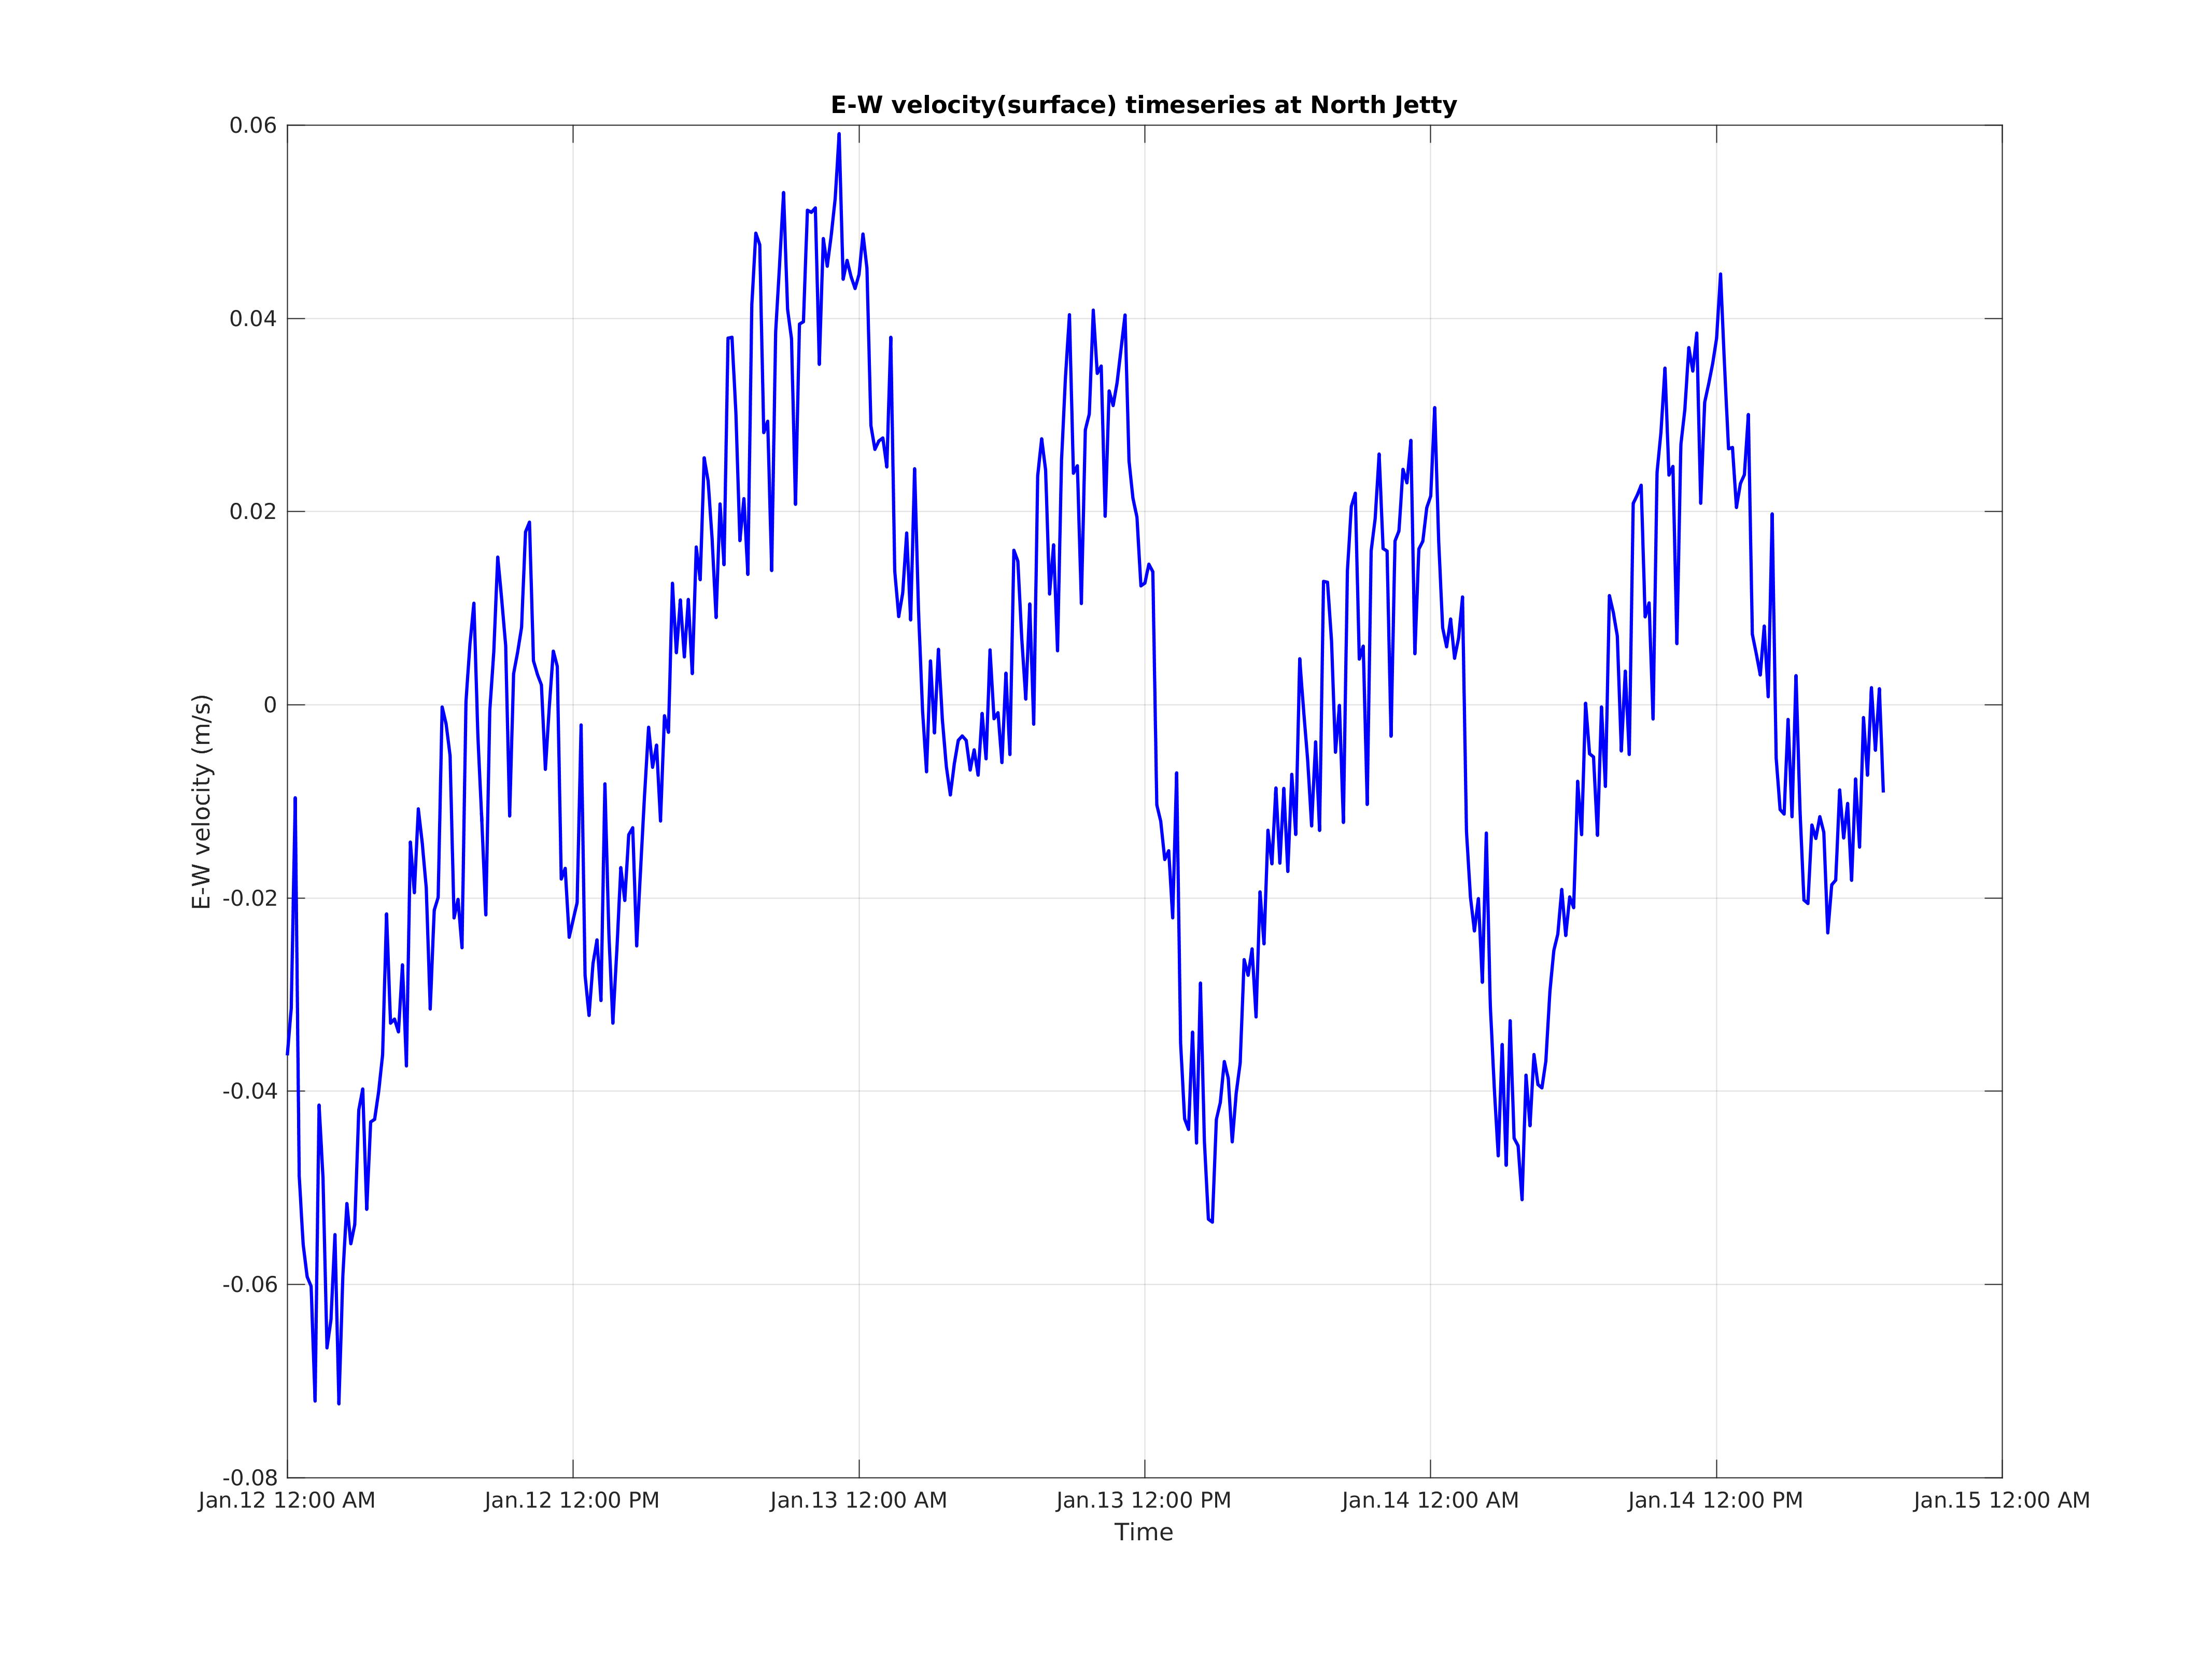 E-W velocity(surface) timeseries at North Jetty
0.06
0.04
0.02
0
-0.02
-0.04
-0.06
-0.08
E-W velocity (m/s)
Jan.12 12:00 AM Jan.12 12:00 PM Jan.13 12:00 AM Jan.13 12:00 PM Jan.14 12:00 AM Jan.14 12:00 PM Jan.15 12:00 AM
Time